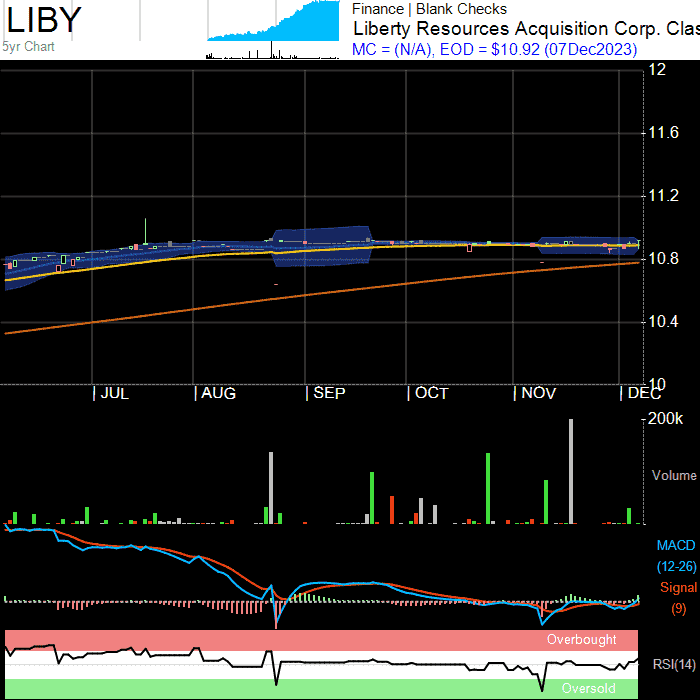 LIBY
5yr Chart
Finance | Blank Checks
Liberty Resources Acquisition Corp. Clas
MC = (N/A), EOD = $10.92 (07Dec2023)
12
11.6
11.2
10.8
10.4
10
JUL AUG SEP OCT NOV DEC
200k
Volume
MACD
(12-26)
Signal
(9)
Overbought
RSI(14)
Oversold